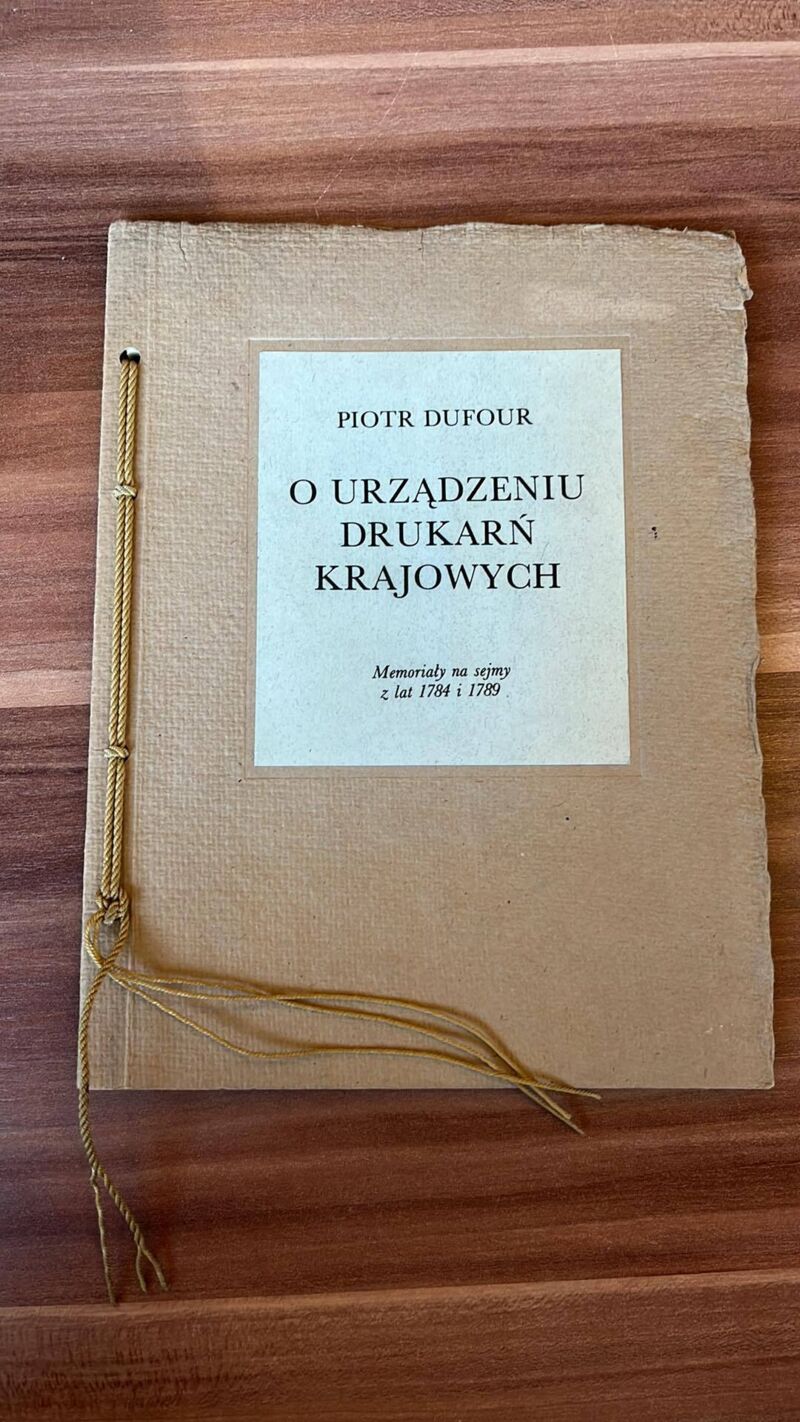 PIOTR DUFOUR
O URZĄDZENIU
DRUKARŃ
KRAJOWYCH
Memoriały na sejmy
z lat 1784 i 1789